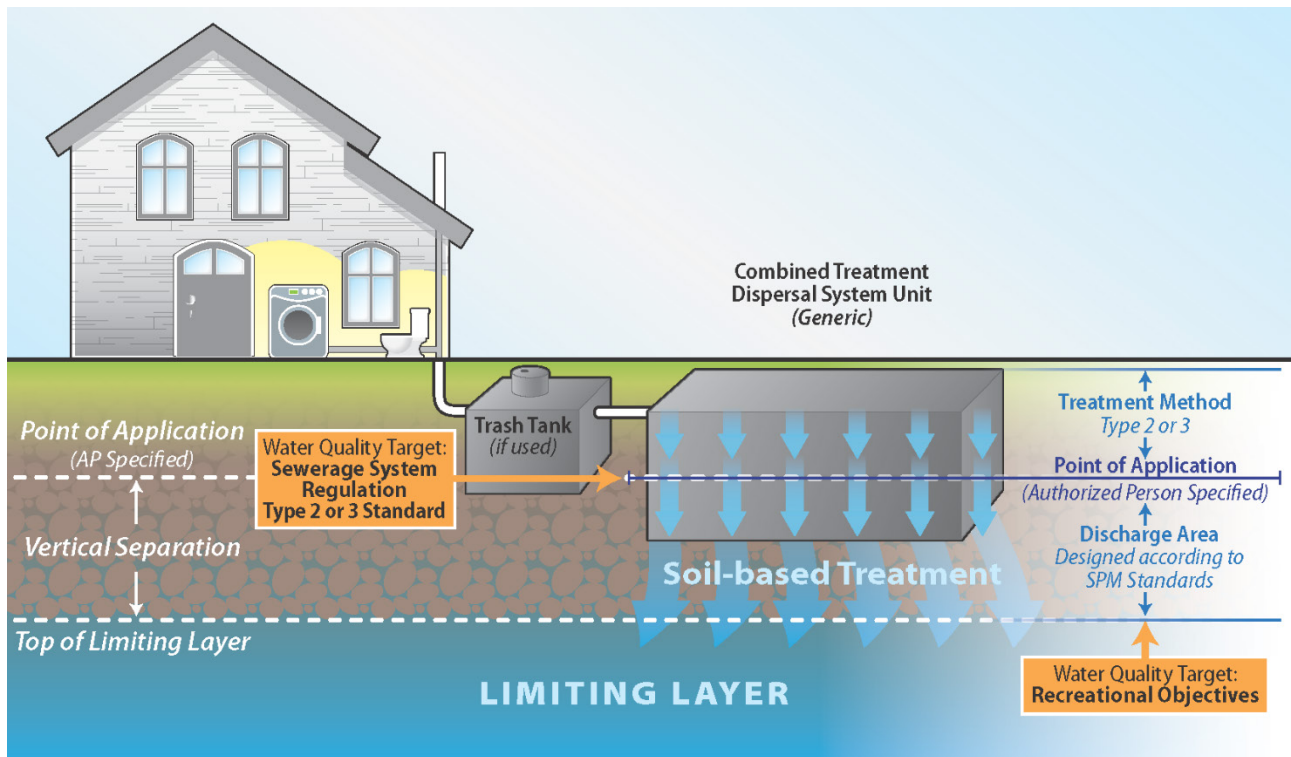 Combined Treatment
Dispersal System Unit
(Generic)
Trash Tank
(if used)
Point of Application
(AP Specified)
Vertical Separation
Top of Limiting Layer
Water Quality Target:
Sewerage System
Regulation
Type 2 or 3 Standard
Treatment Method
Type 2 or 3
Point of Application
(Authorized Person Specified)
Discharge Area
Designed according to
SPM Standards
Soil-based Treatment
Water Quality Target:
Recreational Objectives
LIMITING LAYER